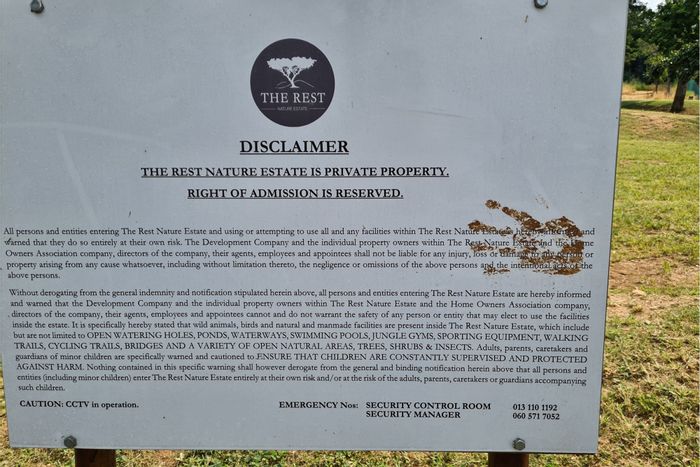 THE REST
NATURE ESTATE
DISCLAIMER
THE REST NATURE ESTATE IS PRIVATE PROPERTY.
RIGHT OF ADMISSION IS RESERVED.
All persons and entities entering The Rest Nature Estate and using or attempting to use all and any facilities within The Rest Nature Estate and
warned that they do so entirely at their own risk. The Development Company and the individual property owners within The Rest Nature Estate and the Home
Owners Association company, directors of the company, their agents, employees and appointees shall not be liable for any injury, loss or damage to any person or
property arising from any cause whatsoever, including without limitation thereto, the negligence or omissions of the above persons and the intentional acts of the
above persons.
Without derogating from the general indemnity and notification stipulated herein above, all persons and entities entering The Rest Nature Estate are hereby informed
and warned that the Development Company and the individual property owners within The Rest Nature Estate and the Home Owners Association company,
directors of the company, their agents, employees and appointees cannot and do not warrant the safety of any person or entity that may elect to use the facilities
inside the estate. It is specifically hereby stated that wild animals, birds and natural and manmade facilities are present inside The Rest Nature Estate, which include
but are not limited to OPEN WATERING HOLES, PONDS, WATERWAYS, SWIMMING POOLS, JUNGLE GYMS, SPORTING EQUIPMENT, WALKING
TRAILS, CYCLING TRAILS, BRIDGES AND A VARIETY OF OPEN NATURAL AREAS, TREES, SHRUBS & INSECTS. Adults, parents, caretakers and
guardians of minor children are specifically warned and cautioned to ENSURE THAT CHILDREN ARE CONSTANTLY SUPERVISED AND PROTECTED
AGAINST HARM. Nothing contained in this specific warning shall however derogate from the general and binding notification herein above that all persons and
entities (including minor children) enter The Rest Nature Estate entirely at their own risk and/or at the risk of the adults, parents, caretakers or guardians accompanying
such children.
CAUTION: CCTV in operation.
EMERGENCY Nos: SECURITY CONTROL ROOM 013 110 1192
SECURITY MANAGER 060 571 7052